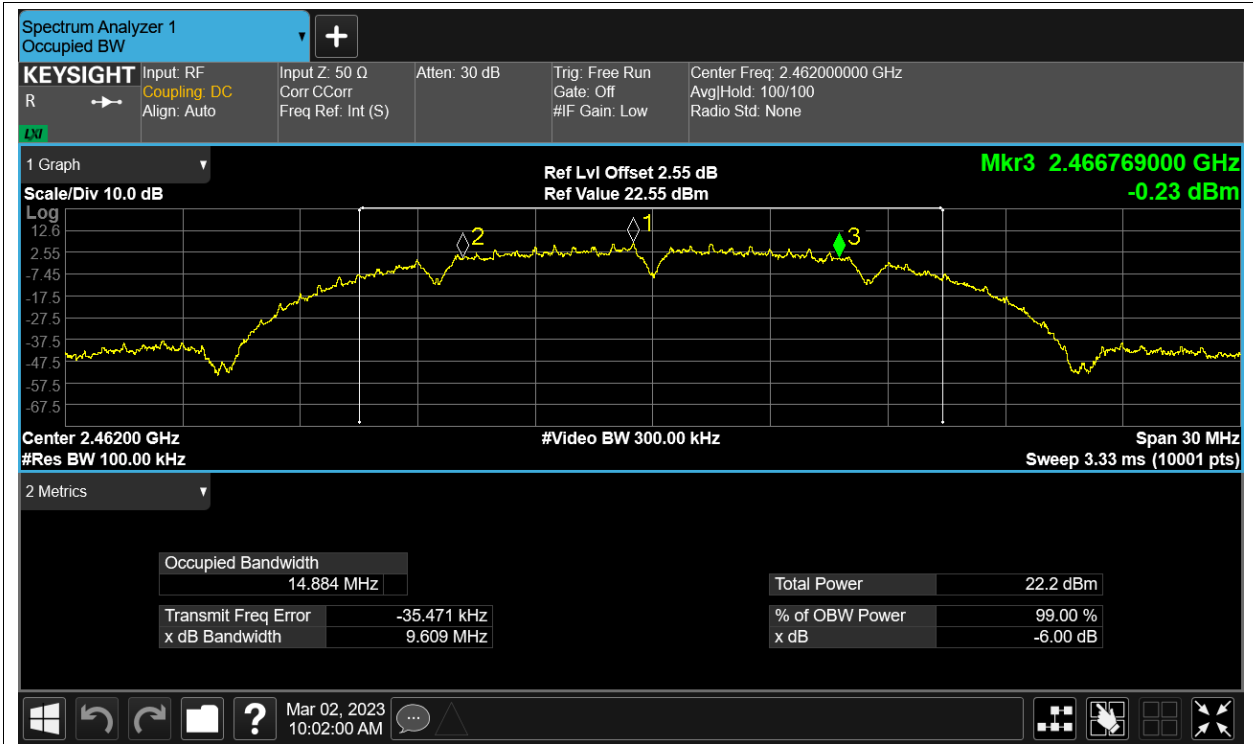 Spectrum Analyzer 1
Occupied BW
KEYSIGHT
R
LXI
Input: RF
Coupling: DC
Align: Auto
Input Z: 50 Ω
Corr CCorr
Freq Ref: Int (S)
Atten: 30 dB
Trig: Free Run
Gate: Off
#IF Gain: Low
Center Freq: 2.462000000 GHz
Avg|Hold: 100/100
Radio Std: None
1 Graph
Scale/Div 10.0 dB
Ref Lvl Offset 2.55 dB
Ref Value 22.55 dBm
Mkr3 2.466769000 GHz
-0.23 dBm
Log
12.6
2.55
-7.45
-17.5
-27.5
-37.5
-47.5
-57.5
-67.5
2
1
3
Center 2.46200 GHz
#Res BW 100.00 kHz
#Video BW 300.00 kHz
Span 30 MHz
Sweep 3.33 ms (10001 pts)
2 Metrics
Occupied Bandwidth
14.884 MHz
Transmit Freq Error -35.471 kHz
x dB Bandwidth 9.609 MHz
Total Power 22.2 dBm
% of OBW Power 99.00 %
x dB -6.00 dB
?
Mar 02, 2023
10:02:00 AM